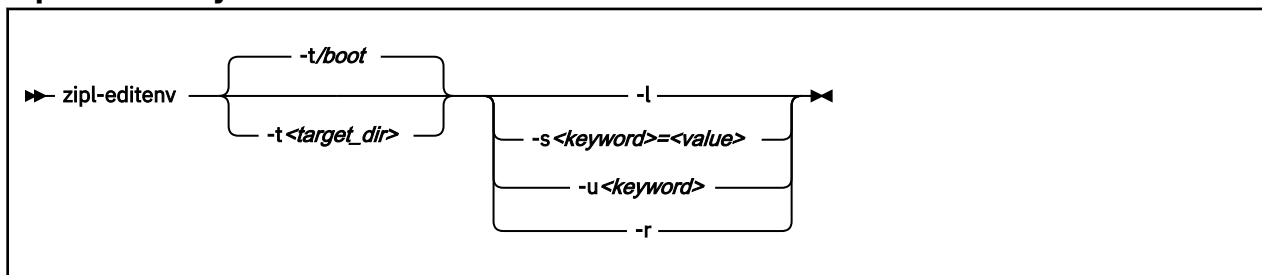 -t/boot
zipl-editenv -l
-t<target_dir>
-s<keyword>=<value>
-u<keyword>
-r